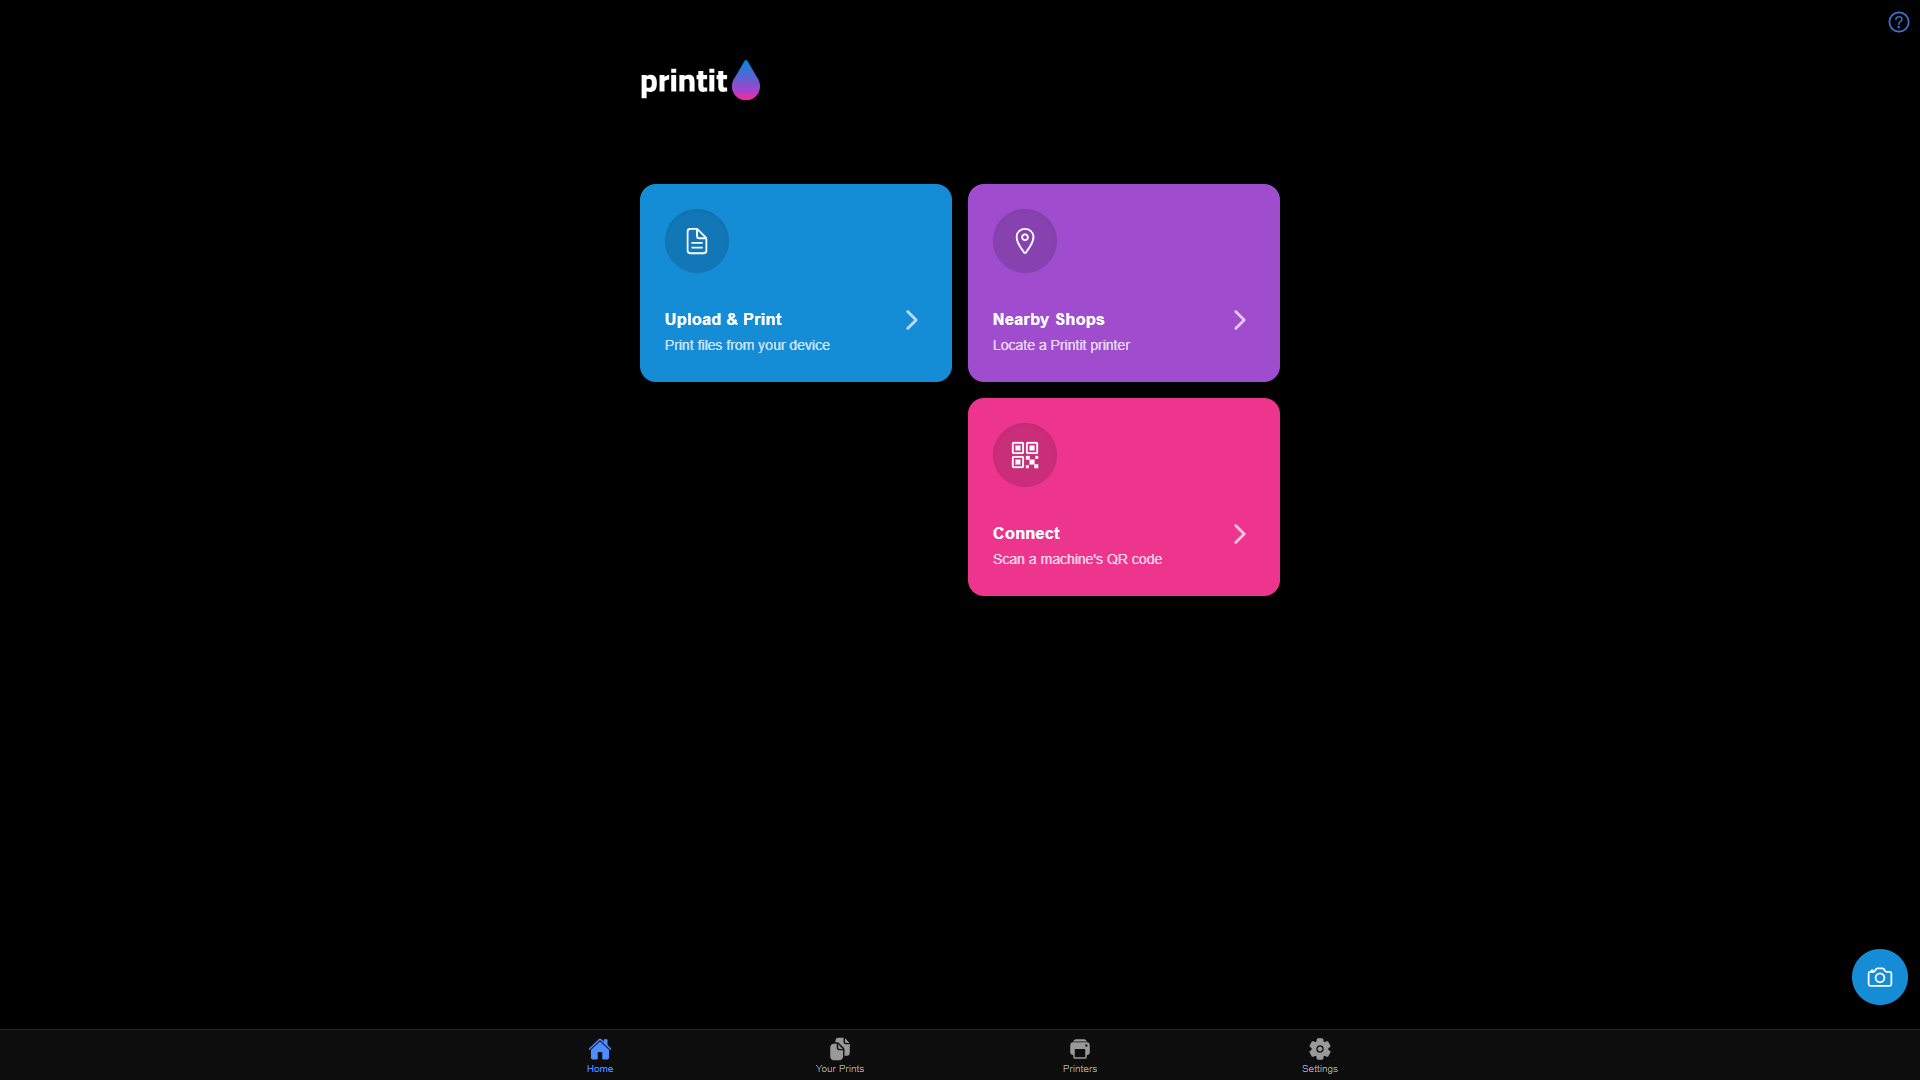 printit
Upload & Print
Print files from your device
Nearby Shops
Locate a Printit printer
Connect
Scan a machine's QR code
Home
Your Prints
Printers
Settings